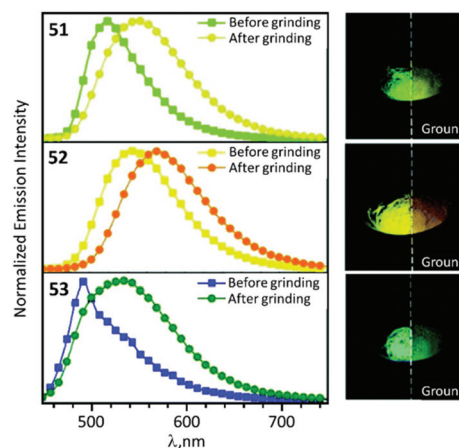 51
Before grinding
After grinding
Groun
52
Before grinding
After grinding
Groun
53
Before grinding
After grinding
Groun
Normalized Emission Intensity
500
600
700
λ,nm